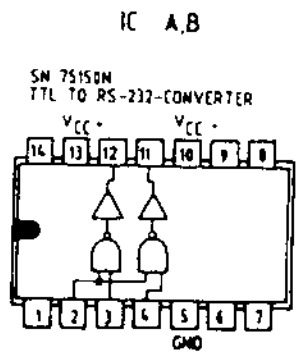 IC A,B
SN 75150N
TTL TO RS-232-CONVERTER
VCC + VCC -
14 13 12 11 10 9 8
1 2 3 4 5 6 7
GND